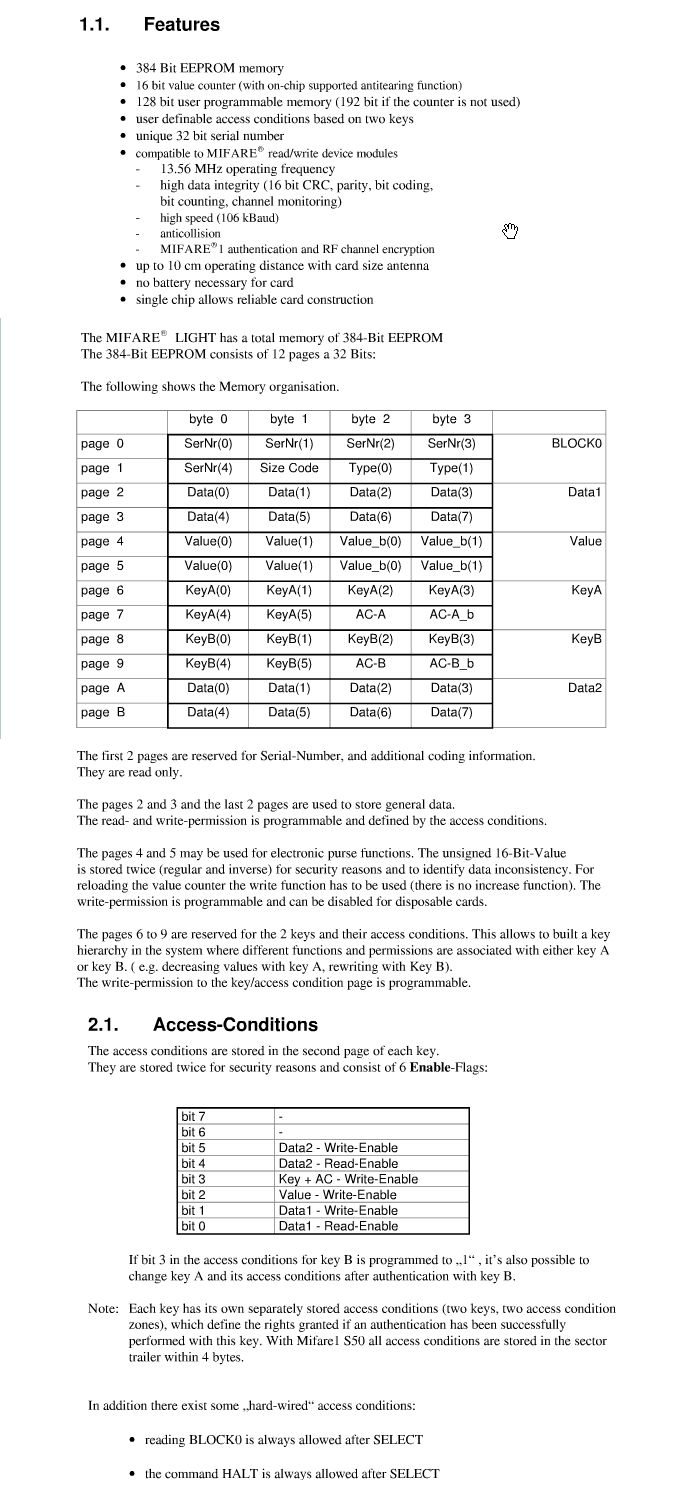 1.1. Features
• 384 Bit EEPROM memory
• 16 bit value counter (with on-chip supported antitearing function)
• 128 bit user programmable memory (192 bit if the counter is not used)
• user definable access conditions based on two keys
• unique 32 bit serial number
• compatible to MIFARE® read/write device modules
- 13.56 MHz operating frequency
- high data integrity (16 bit CRC, parity, bit coding,
bit counting, channel monitoring)
- high speed (106 kBaud)
- anticollision
- MIFARE®1 authentication and RF channel encryption
• up to 10 cm operating distance with card size antenna
• no battery necessary for card
• single chip allows reliable card construction
The MIFARE® LIGHT has a total memory of 384-Bit EEPROM
The 384-Bit EEPROM consists of 12 pages a 32 Bits:
The following shows the Memory organisation.
byte 0 byte 1 byte 2 byte 3
page 0 SerNr(0) SerNr(1) SerNr(2) SerNr(3) BLOCK0
page 1 SerNr(4) Size Code Type(0) Type(1)
page 2 Data(0) Data(1) Data(2) Data(3) Data1
page 3 Data(4) Data(5) Data(6) Data(7)
page 4 Value(0) Value(1) Value_b(0) Value_b(1) Value
page 5 Value(0) Value(1) Value_b(0) Value_b(1)
page 6 KeyA(0) KeyA(1) KeyA(2) KeyA(3) KeyA
page 7 KeyA(4) KeyA(5) AC-A AC-A_b
page 8 KeyB(0) KeyB(1) KeyB(2) KeyB(3) KeyB
page 9 KeyB(4) KeyB(5) AC-B AC-B_b
page A Data(0) Data(1) Data(2) Data(3) Data2
page B Data(4) Data(5) Data(6) Data(7)
The first 2 pages are reserved for Serial-Number, and additional coding information.
They are read only.
The pages 2 and 3 and the last 2 pages are used to store general data.
The read- and write-permission is programmable and defined by the access conditions.
The pages 4 and 5 may be used for electronic purse functions. The unsigned 16-Bit-Value
is stored twice (regular and inverse) for security reasons and to identify data inconsistency. For
reloading the value counter the write function has to be used (there is no increase function). The
write-permission is programmable and can be disabled for disposable cards.
The pages 6 to 9 are reserved for the 2 keys and their access conditions. This allows to built a key
hierarchy in the system where different functions and permissions are associated with either key A
or key B. ( e.g. decreasing values with key A, rewriting with Key B).
The write-permission to the key/access condition page is programmable.
2.1. Access-Conditions
The access conditions are stored in the second page of each key.
They are stored twice for security reasons and consist of 6 Enable-Flags:
bit 7 -
bit 6 -
bit 5 Data2 - Write-Enable
bit 4 Data2 - Read-Enable
bit 3 Key + AC - Write-Enable
bit 2 Value - Write-Enable
bit 1 Data1 - Write-Enable
bit 0 Data1 - Read-Enable
If bit 3 in the access conditions for key B is programmed to „1“ , it’s also possible to
change key A and its access conditions after authentication with key B.
Note: Each key has its own separately stored access conditions (two keys, two access condition
zones), which define the rights granted if an authentication has been successfully
performed with this key. With Mifare1 S50 all access conditions are stored in the sector
trailer within 4 bytes.
In addition there exist some „hard-wired“ access conditions:
• reading BLOCK0 is always allowed after SELECT
• the command HALT is always allowed after SELECT